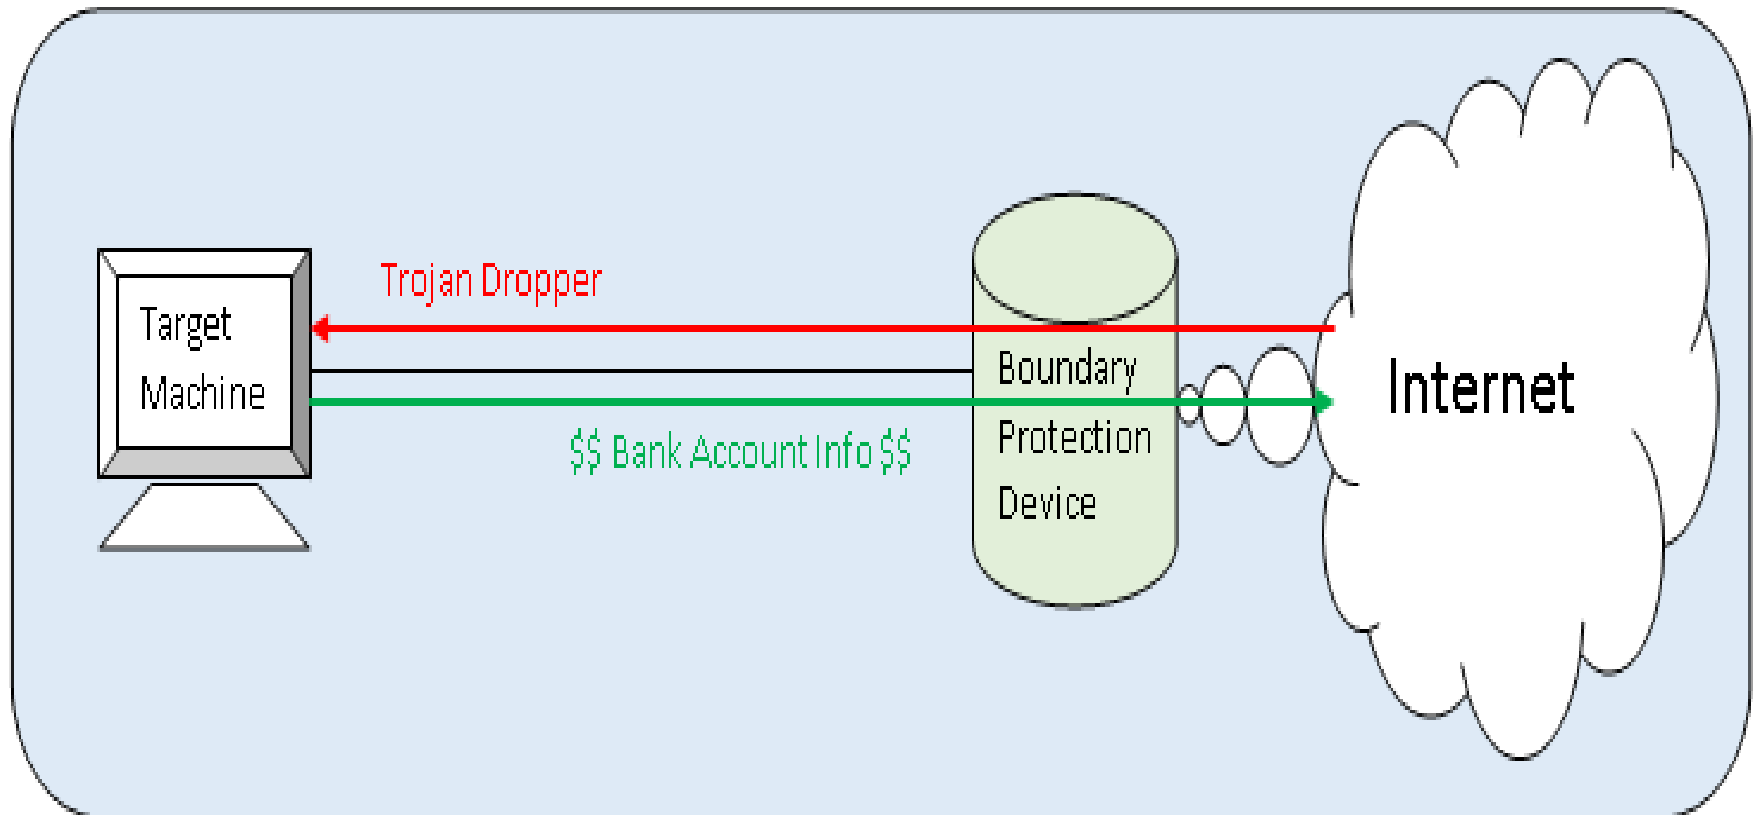 Trojan Dropper
Target
Machine
$$ Bank Account Info $$
Boundary
Protection
Device
Internet